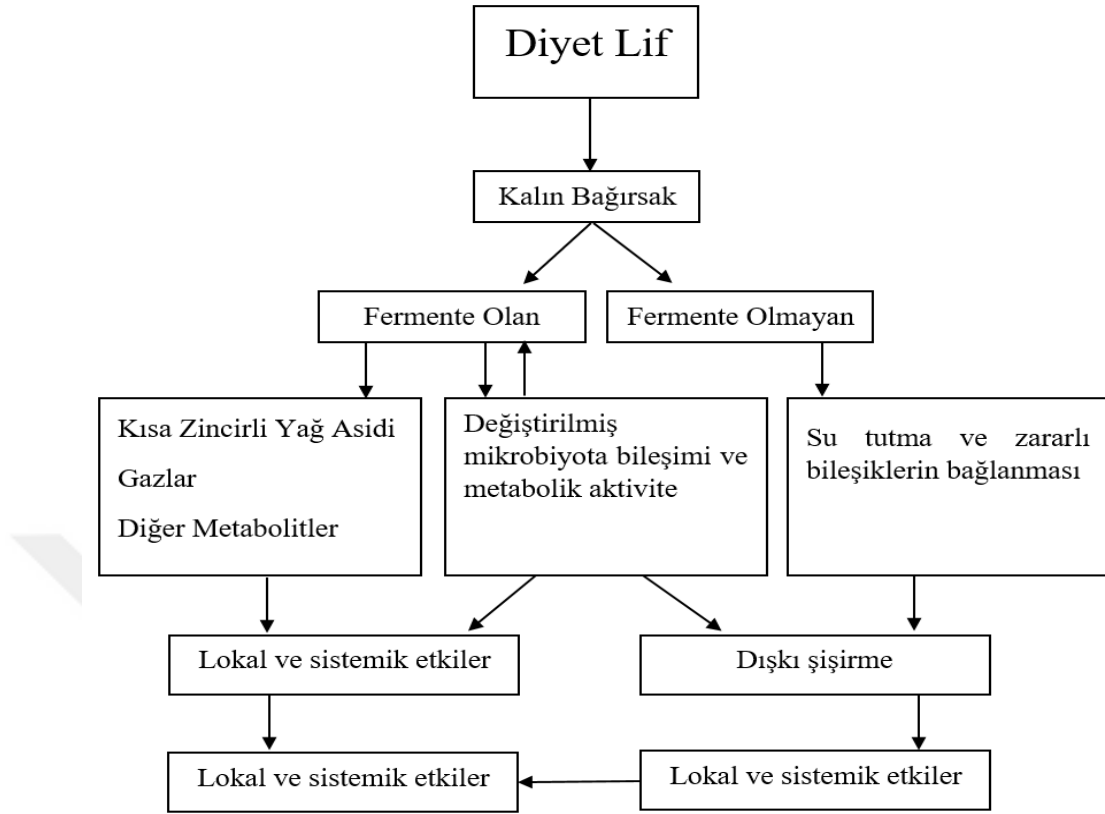 Diyet Lif
Kalın Bağırsak
Fermente Olan
Fermente Olmayan
Kısa Zincirli Yağ Asidi
Gazlar
Diğer Metabolitler
Değiştirilmiş
mikrobiyota bileşimi ve
metabolik aktivite
Su tutma ve zararlı
bileşiklerin bağlanması
Lokal ve sistemik etkiler
Dışkı şişirme
Lokal ve sistemik etkiler
Lokal ve sistemik etkiler